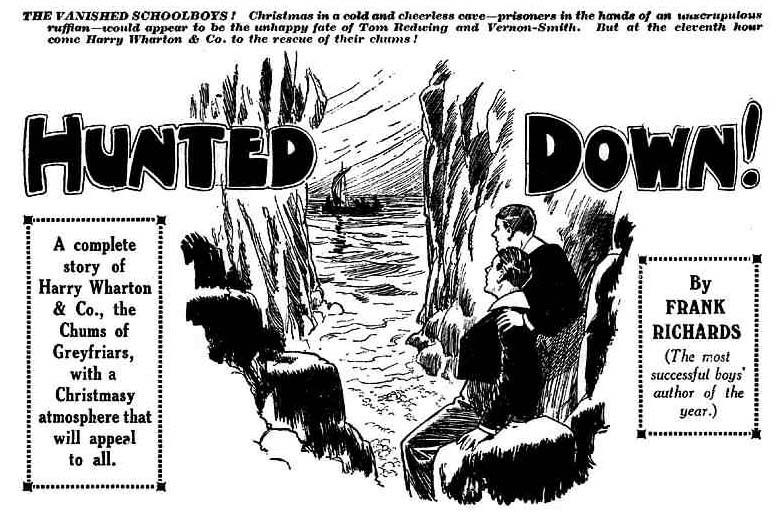 THE VANISHED SCHOOLBOYS! Christmas in a cold and cheerless cave—prisoners in the hands of an unscrupulous
ruffian—would appear to be the unhappy fate of Tom Redwing and Vernon-Smith. But at the eleventh hour
come Harry Wharton & Co. to the rescue of their chums!
HUNTED DOWN!
A complete
story of
Harry Wharton
& Co., the
Chums of
Greyfriars,
with a
Christmasy
atmosphere that
will appeal
to all.
By
FRANK
RICHARDS
(The most
successful boys'
author of the
year.)